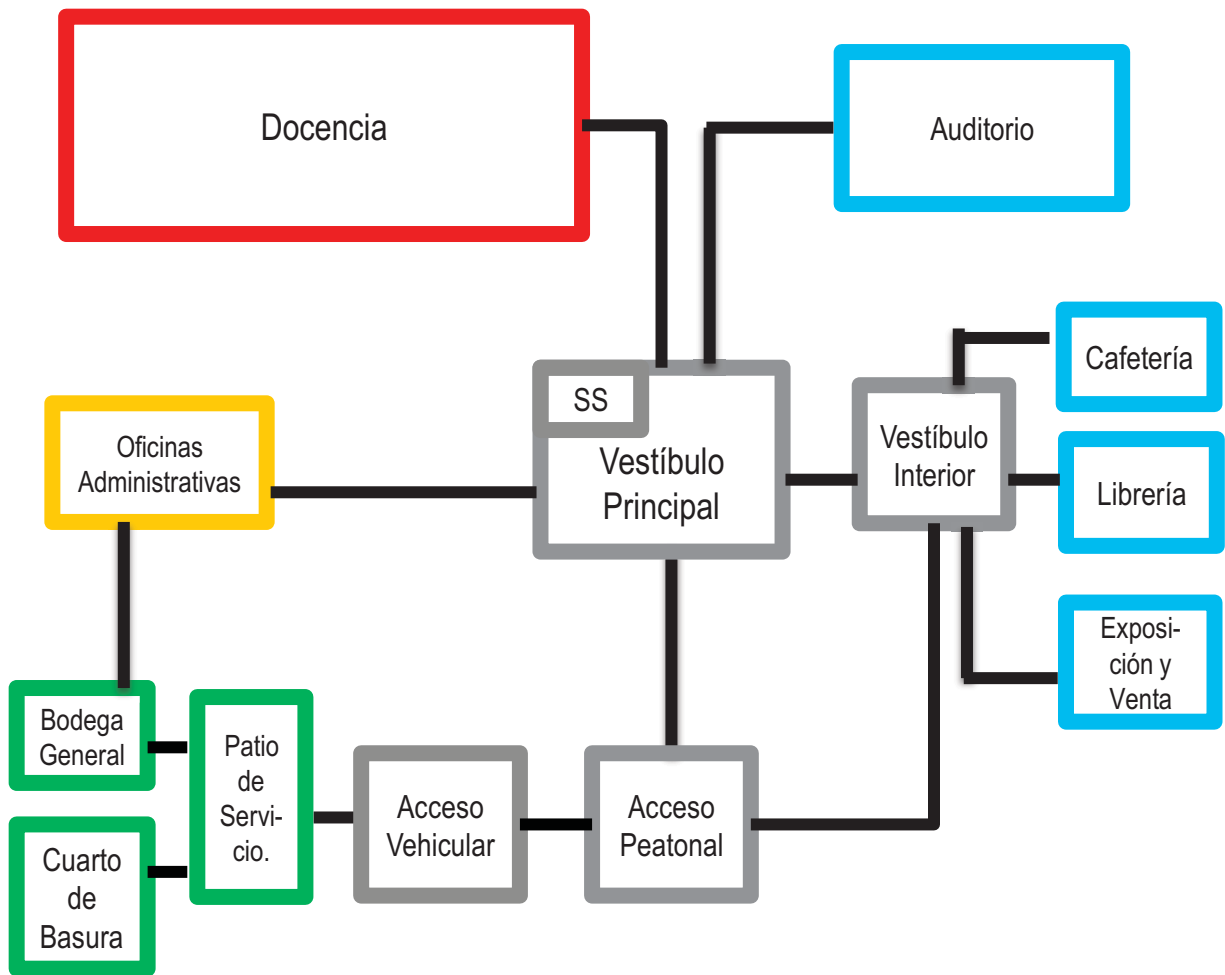 Docencia
Auditorio
Cafetería
SS
Vestíbulo
Principal
Vestíbulo
Interior
Oficinas
Administrativas
Librería
Exposi-
ción y
Venta
Bodega
General
Patio
de
Servi-
cio.
Acceso
Vehicular
Acceso
Peatonal
Cuarto
de
Basura